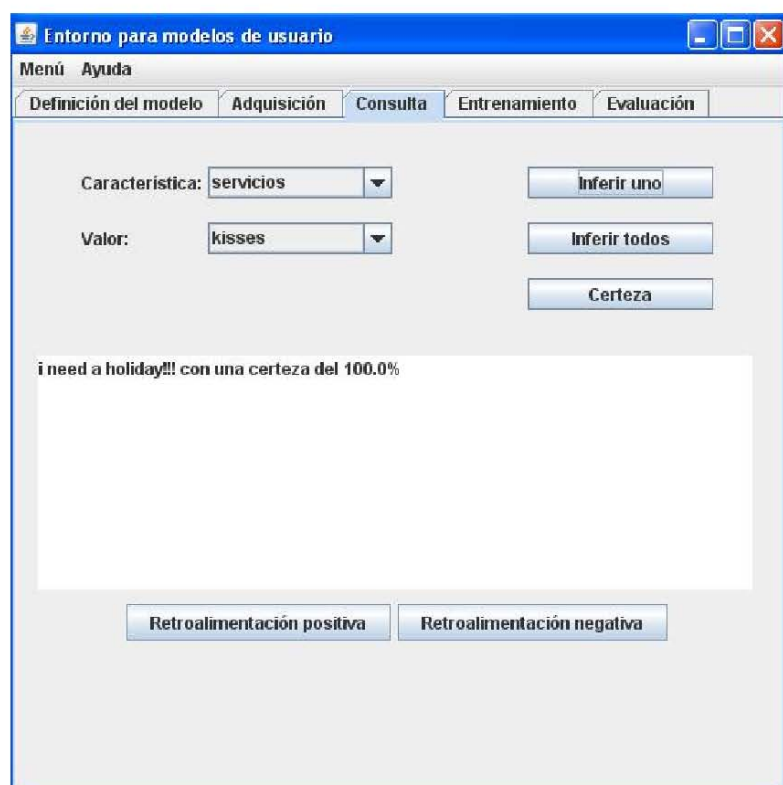 Entorno para modelos de usuario
Menú Ayuda
Definición del modelo Adquisición Consulta Entrenamiento Evaluación
Característica: servicios Inferir uno
Valor: kisses Inferir todos
Certeza
i need a holiday!!! con una certeza del 100.0%
Retroalimentación positiva Retroalimentación negativa